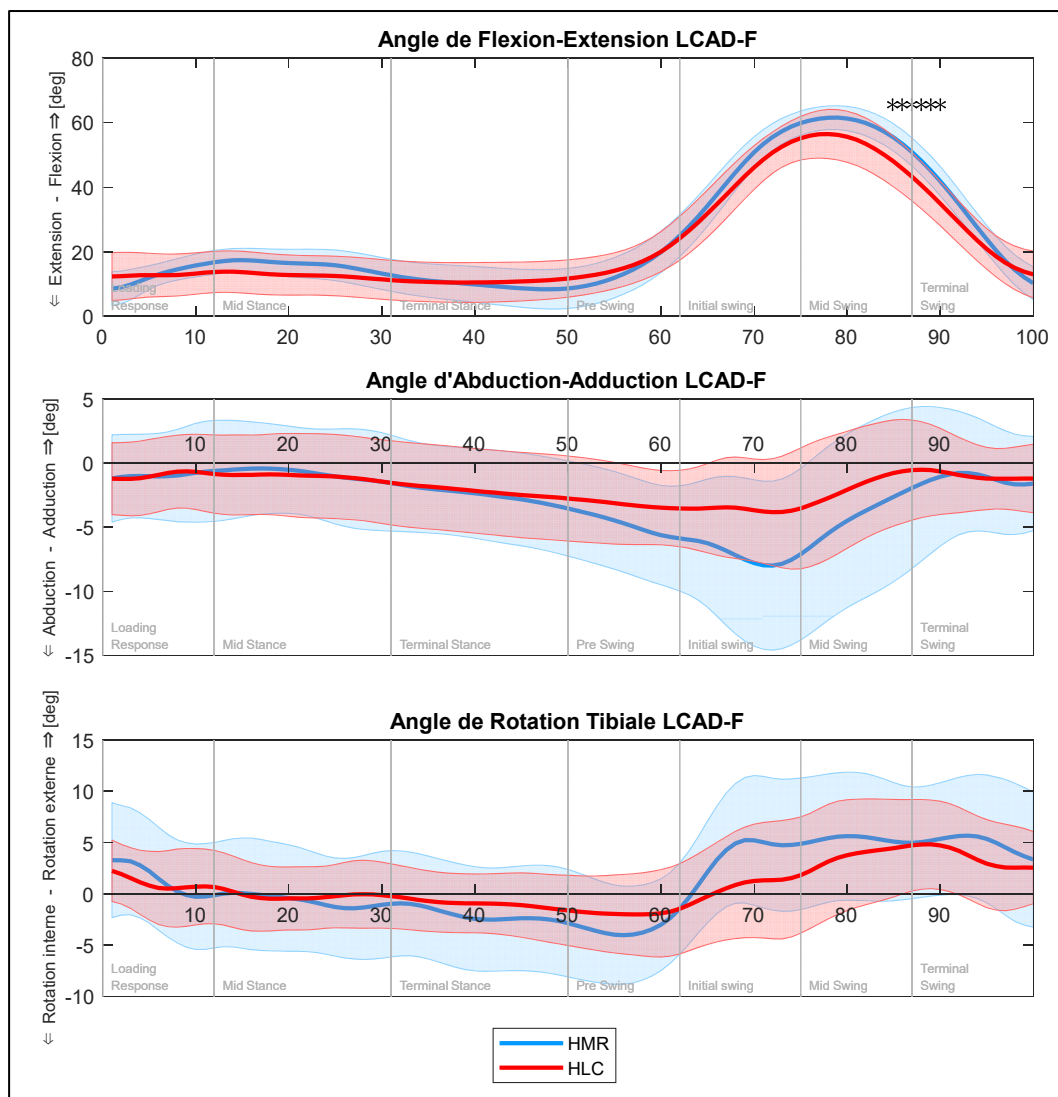 Angle de Flexion-Extension LCAD-F
⇐ Extension - Flexion ⇒ [deg]
80
60
40
20
0
*****
Loading
Response
Mid Stance
Terminal Stance
Pre Swing
Initial swing
Mid Swing
Terminal
Swing
0 10 20 30 40 50 60 70 80 90 100
Angle d'Abduction-Adduction LCAD-F
⇐ Abduction - Adduction ⇒ [deg]
5
0
-5
-10
-15
10 20 30 40 50 60 70 80 90
Loading
Response
Mid Stance
Terminal Stance
Pre Swing
Initial swing
Mid Swing
Terminal
Swing
Angle de Rotation Tibiale LCAD-F
⇐ Rotation interne - Rotation externe ⇒ [deg]
15
10
5
0
-5
-10
10 20 30 40 50 60 70 80 90
Loading
Response
Mid Stance
Terminal Stance
Pre Swing
Initial swing
Mid Swing
Terminal
Swing
HMR
HLC